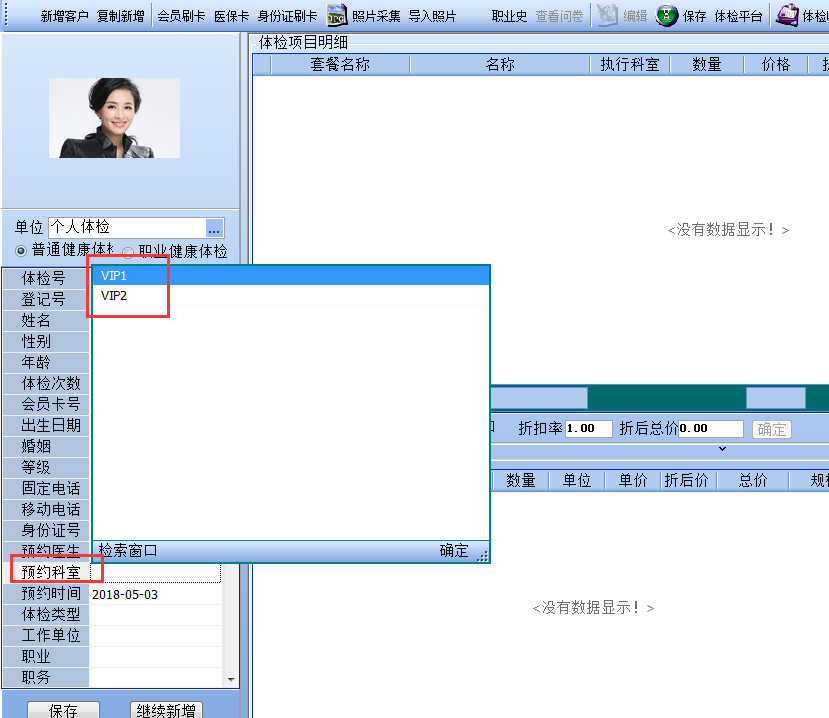 新增客户 复制新增 会员刷卡 医保卡 身份证刷卡 照片采集 导入照片 职业史 查看问卷 编辑 保存 体检平台 体检
体检项目明细
套餐名称 名称 执行科室 数量 价格
<没有数据显示！>
单位 个人体检 ...
普通健康体检 职业健康体检
体检号
登记号
姓名
性别
年龄
体检次数
会员卡号
出生日期
婚姻
等级
固定电话
移动电话
身份证号
预约医生
预约科室
预约时间 2018-05-03
体检类型
工作单位
职业
职务
VIP1
VIP2
检索窗口 确定
折扣率 1.00 折后总价 0.00 确定
数量 单位 单价 折后价 总价 规格
<没有数据显示！>
保存 继续新增